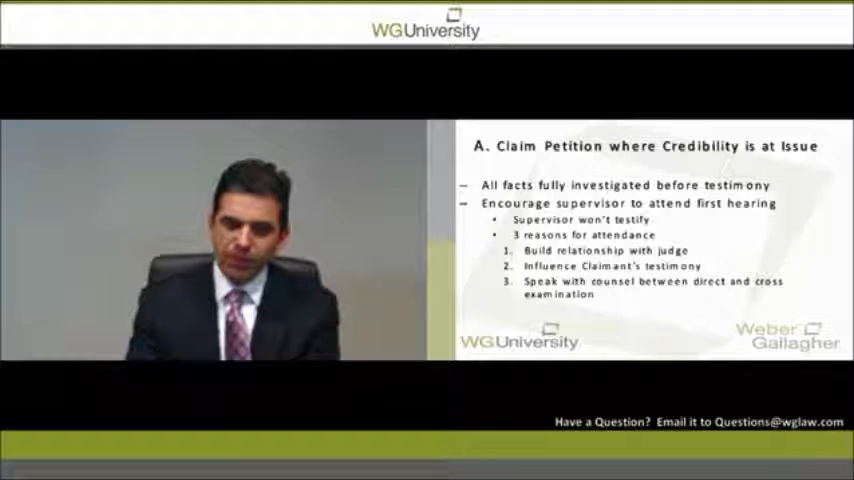 WGUniversity
A. Claim Petition where Credibility is at Issue
– All facts fully investigated before testimony
– Encourage supervisor to attend first hearing
• Supervisor won't testify
• 3 reasons for attendance
1. Build relationship with judge
2. Influence Claimant's testimony
3. Speak with counsel between direct and cross
examination
WGUniversity
Weber
Gallagher
Have a Question? Email it to Questions@wglaw.com